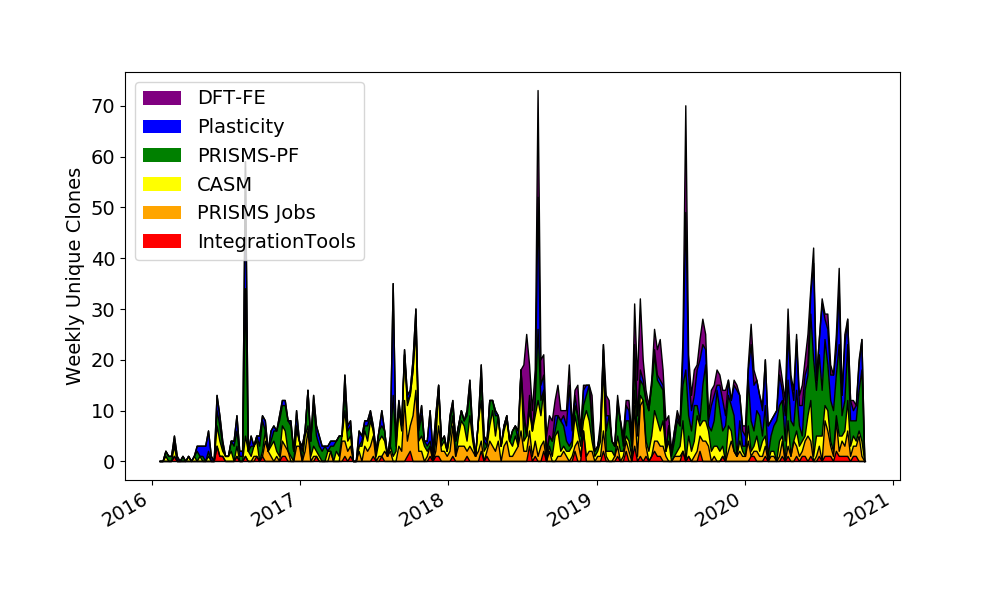 DFT-FE
Plasticity
PRISMS-PF
CASM
PRISMS Jobs
IntegrationTools
Weekly Unique Clones
70
60
50
40
30
20
10
0
2016
2017
2018
2019
2020
2021